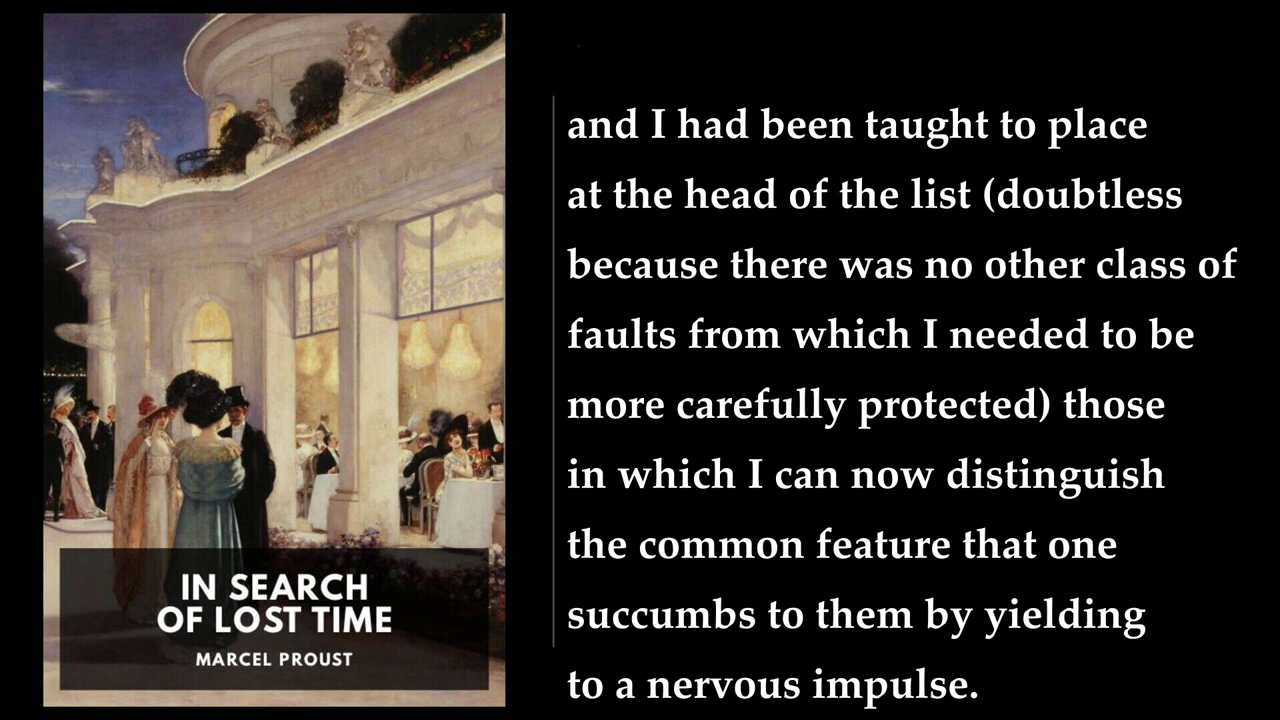 IN SEARCH
OF LOST TIME
MARCEL PROUST
and I had been taught to place
at the head of the list (doubtless
because there was no other class of
faults from which I needed to be
more carefully protected) those
in which I can now distinguish
the common feature that one
succumbs to them by yielding
to a nervous impulse.